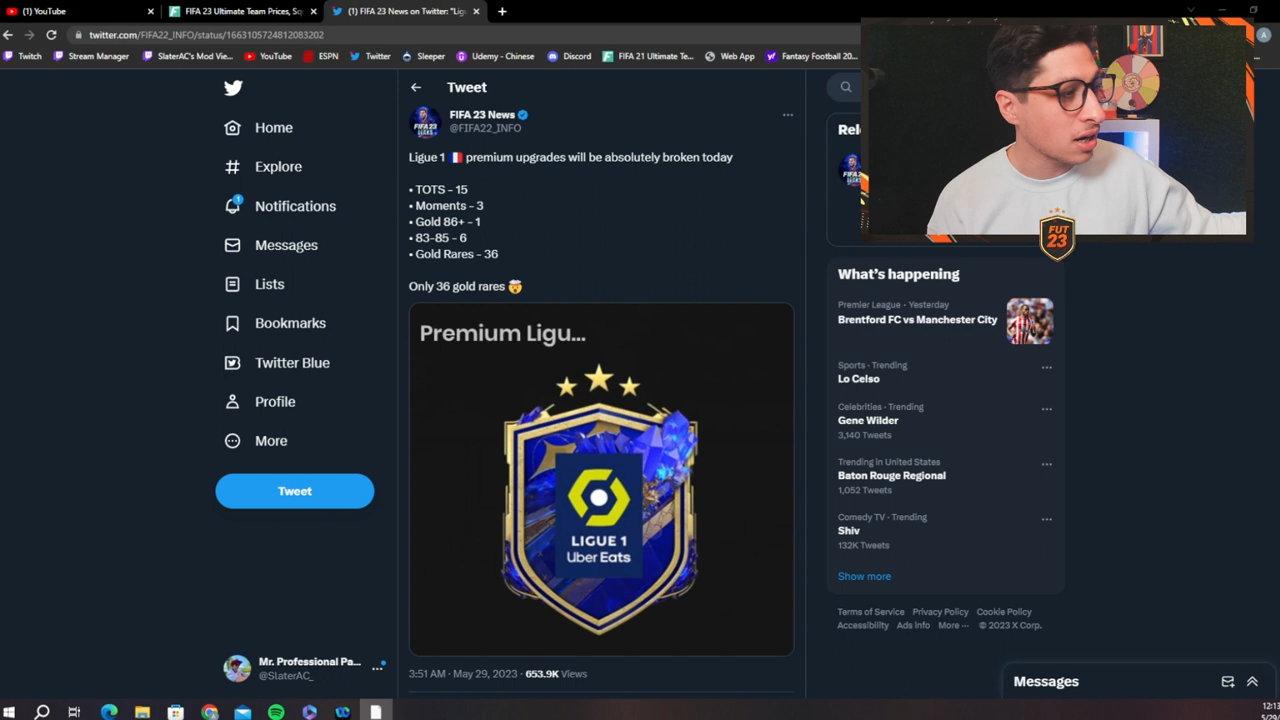 (1) YouTube
FIFA 23 Ultimate Team Prices, Sq
(1) FIFA 23 News on Twitter: "Lig
twitter.com/FIFA22_INFO/status/1663105724812083202
Twitch
Stream Manager
SlaterAC's Mod Vie...
YouTube
ESPN
Twitter
Sleeper
Udemy - Chinese
Discord
FIFA 21 Ultimate Te...
Web App
Fantasy Football 20
A
Home
Explore
1
Notifications
Messages
Lists
Bookmarks
Twitter Blue
Profile
More
Tweet
Mr. Professional Pa...
@SlaterAC_
Tweet
FIFA 23 News
@FIFA22_INFO
Ligue 1 🇫🇷 premium upgrades will be absolutely broken today
• TOTS - 15
• Moments - 3
• Gold 86+ - 1
• 83-85 - 6
• Gold Rares - 36
Only 36 gold rares 🤯
Premium Ligu...
LIGUE 1
Uber Eats
3:51 AM · May 29, 2023 · 653.9K Views
Rel
FUT
23
What's happening
Premier League · Yesterday
Brentford FC vs Manchester City
Sports · Trending
Lo Celso
Celebrities · Trending
Gene Wilder
3,140 Tweets
Trending in United States
Baton Rouge Regional
1,052 Tweets
Comedy TV · Trending
Shiv
132K Tweets
Show more
Terms of Service Privacy Policy Cookie Policy
Accessibility Ads Info More ··· © 2023 X Corp.
Messages
12:13